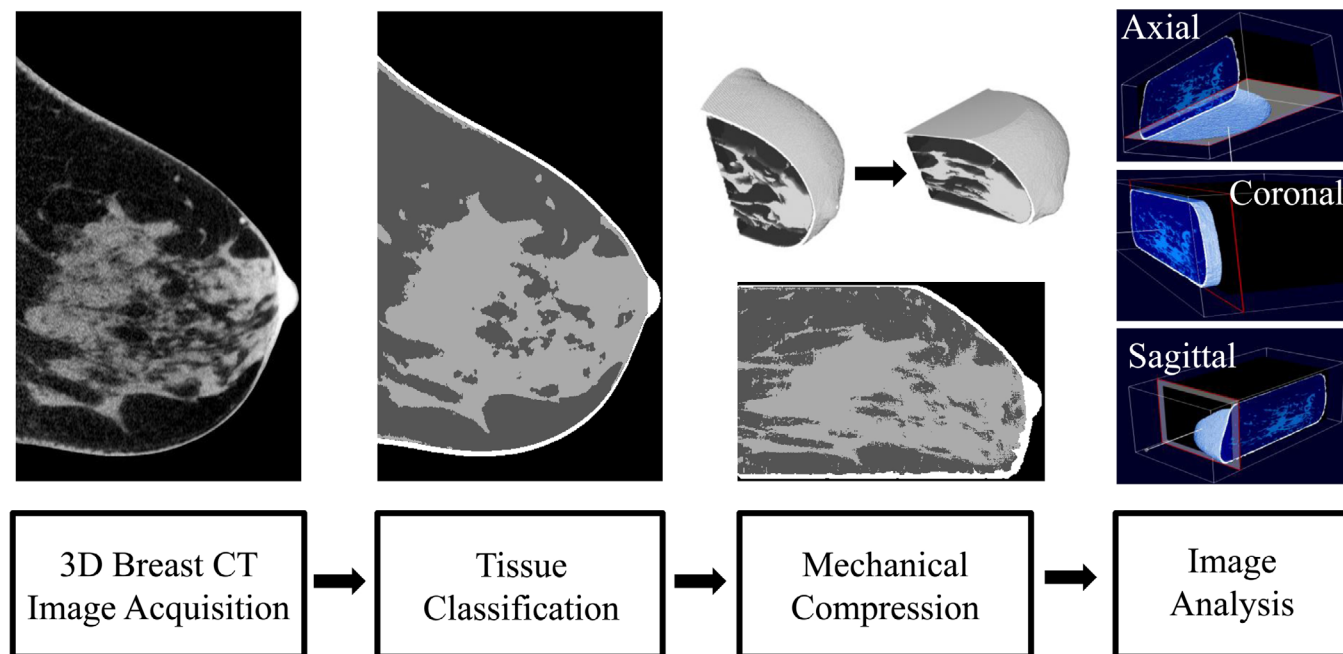 Axial
Coronal
Sagittal
3D Breast CT
Image Acquisition
Tissue
Classification
Mechanical
Compression
Image
Analysis